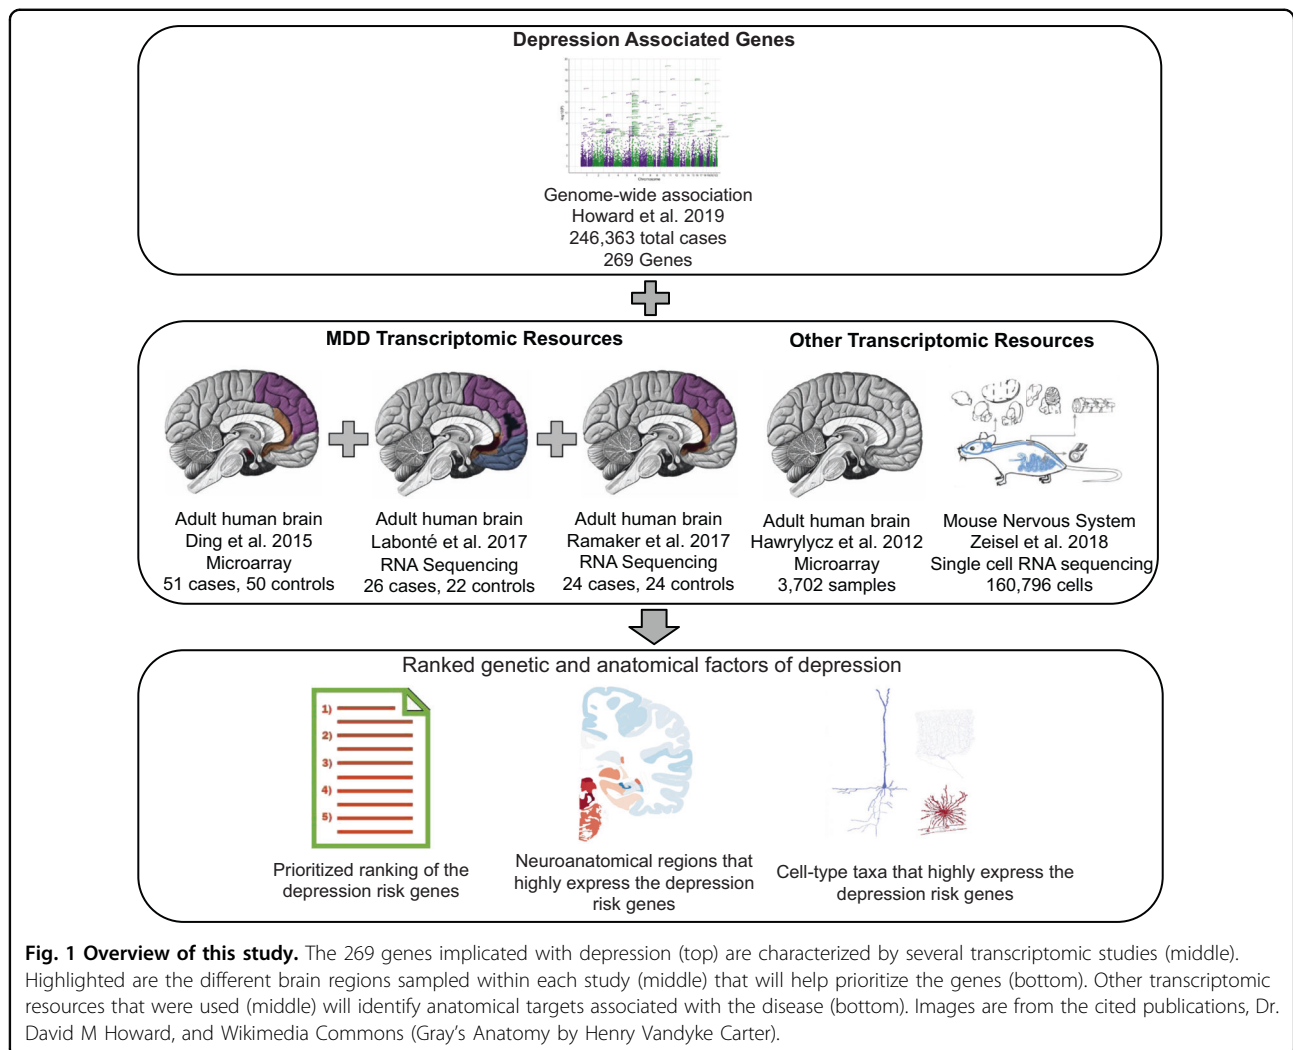 Depression Associated Genes
Chromosome
Genome-wide association
Howard et al. 2019
246,363 total cases
269 Genes
MDD Transcriptomic Resources
Other Transcriptomic Resources
Adult human brain
Ding et al. 2015
Microarray
51 cases, 50 controls
Adult human brain
Labonté et al. 2017
RNA Sequencing
26 cases, 22 controls
Adult human brain
Ramaker et al. 2017
RNA Sequencing
24 cases, 24 controls
Adult human brain
Hawrylycz et al. 2012
Microarray
3,702 samples
Mouse Nervous System
Zeisel et al. 2018
Single cell RNA sequencing
160,796 cells
Ranked genetic and anatomical factors of depression
1)
2)
3)
4)
5)
Prioritized ranking of the
depression risk genes
Neuroanatomical regions that
highly express the depression
risk genes
Cell-type taxa that highly express the
depression risk genes
Fig. 1 Overview of this study. The 269 genes implicated with depression (top) are characterized by several transcriptomic studies (middle).
Highlighted are the different brain regions sampled within each study (middle) that will help prioritize the genes (bottom). Other transcriptomic
resources that were used (middle) will identify anatomical targets associated with the disease (bottom). Images are from the cited publications, Dr.
David M Howard, and Wikimedia Commons (Gray's Anatomy by Henry Vandyke Carter).